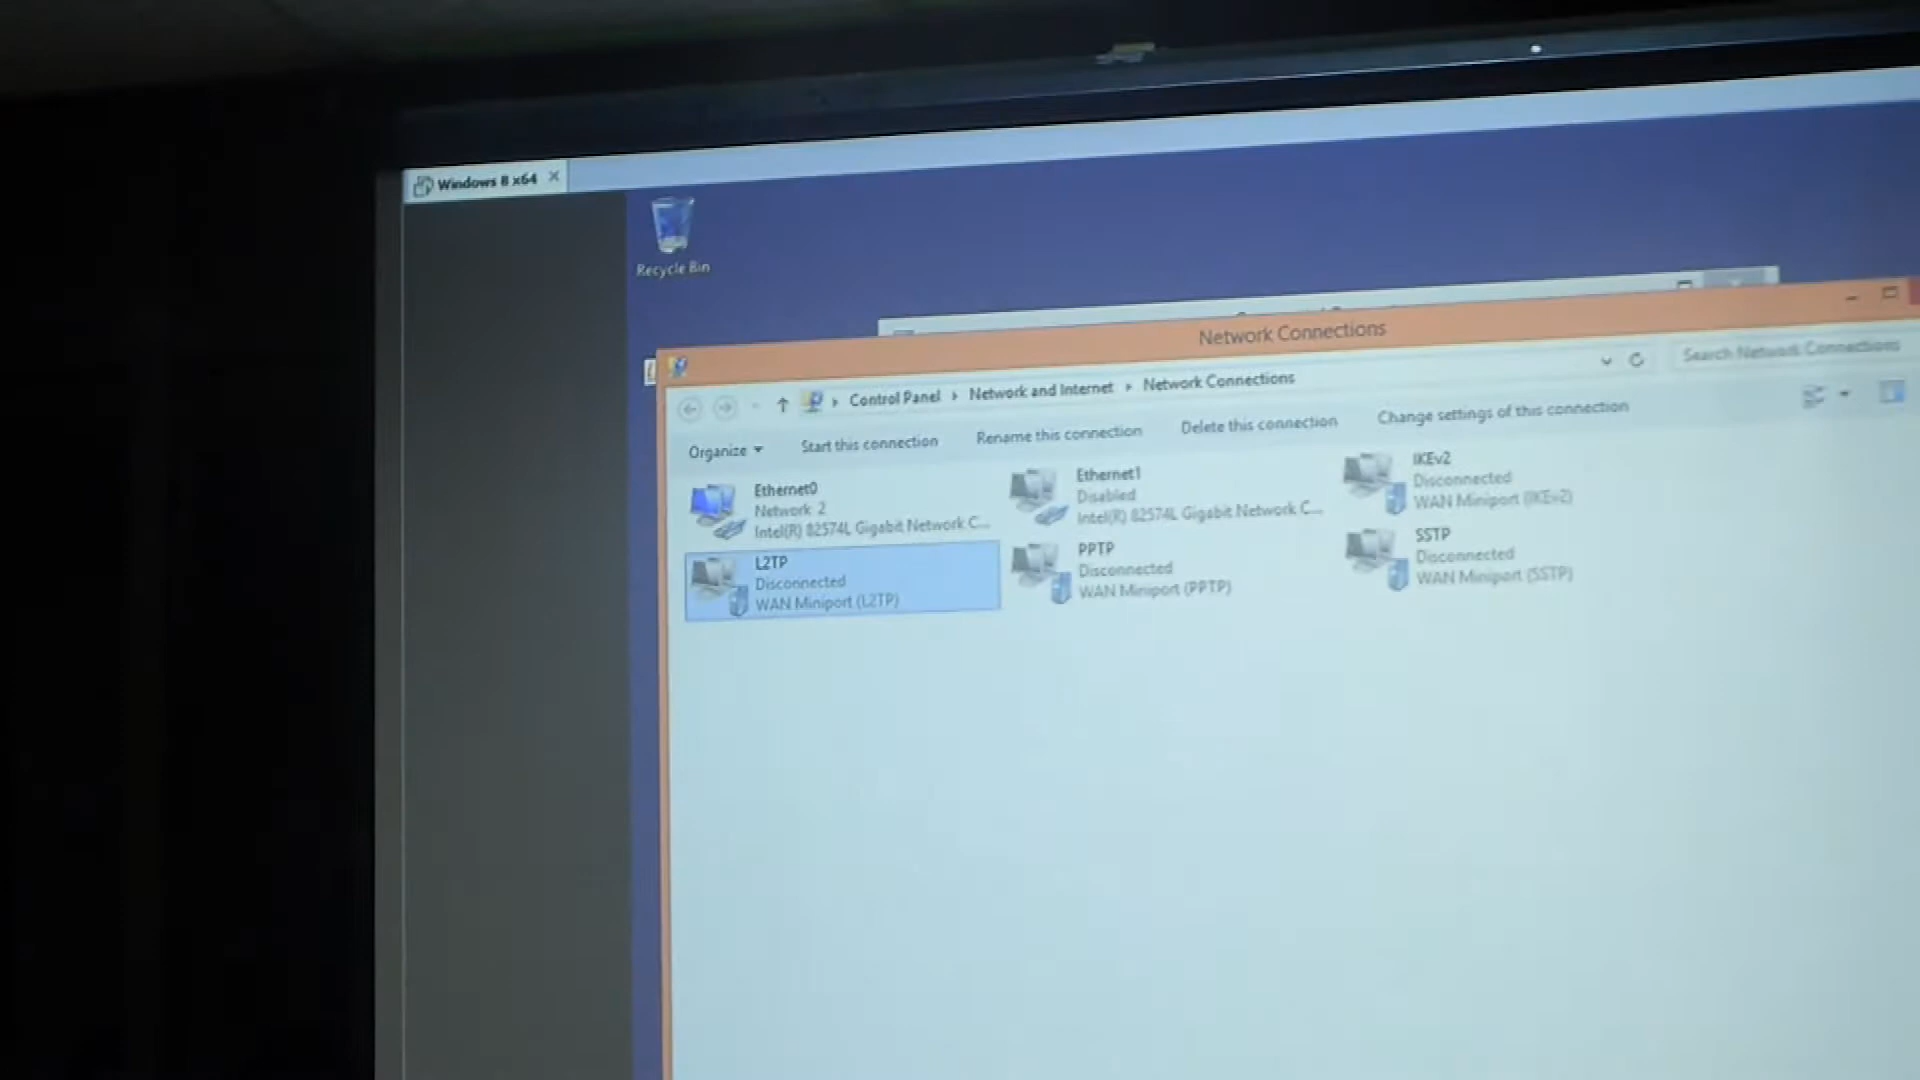 Windows 8 x64
Recycle Bin
Network Connections
Control Panel
Network and Internet
Network Connections
Search Network Connections
Organize
Start this connection
Rename this connection
Delete this connection
Change settings of this connection
Ethernet0
Network 2
Intel(R) 82574L Gigabit Network C...
Ethernet1
Disabled
Intel(R) 82574L Gigabit Network C...
IKEv2
Disconnected
WAN Miniport (IKEv2)
L2TP
Disconnected
WAN Miniport (L2TP)
PPTP
Disconnected
WAN Miniport (PPTP)
SSTP
Disconnected
WAN Miniport (SSTP)